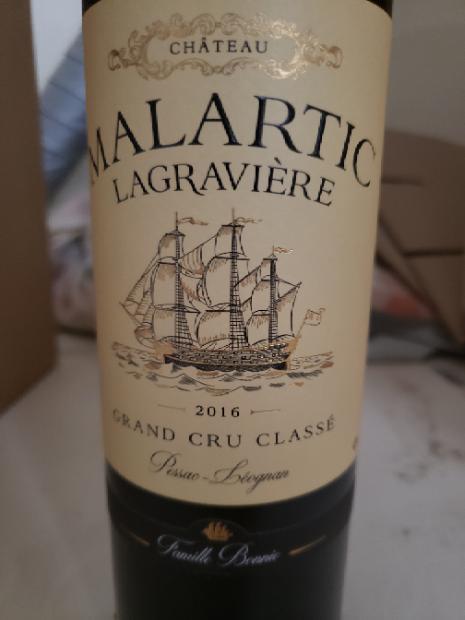 CHÂTEAU
MALARTIC
LAGRAVIÈRE
2016
GRAND CRU CLASSÉ
Pessac-Léognan
Famille Bonnie